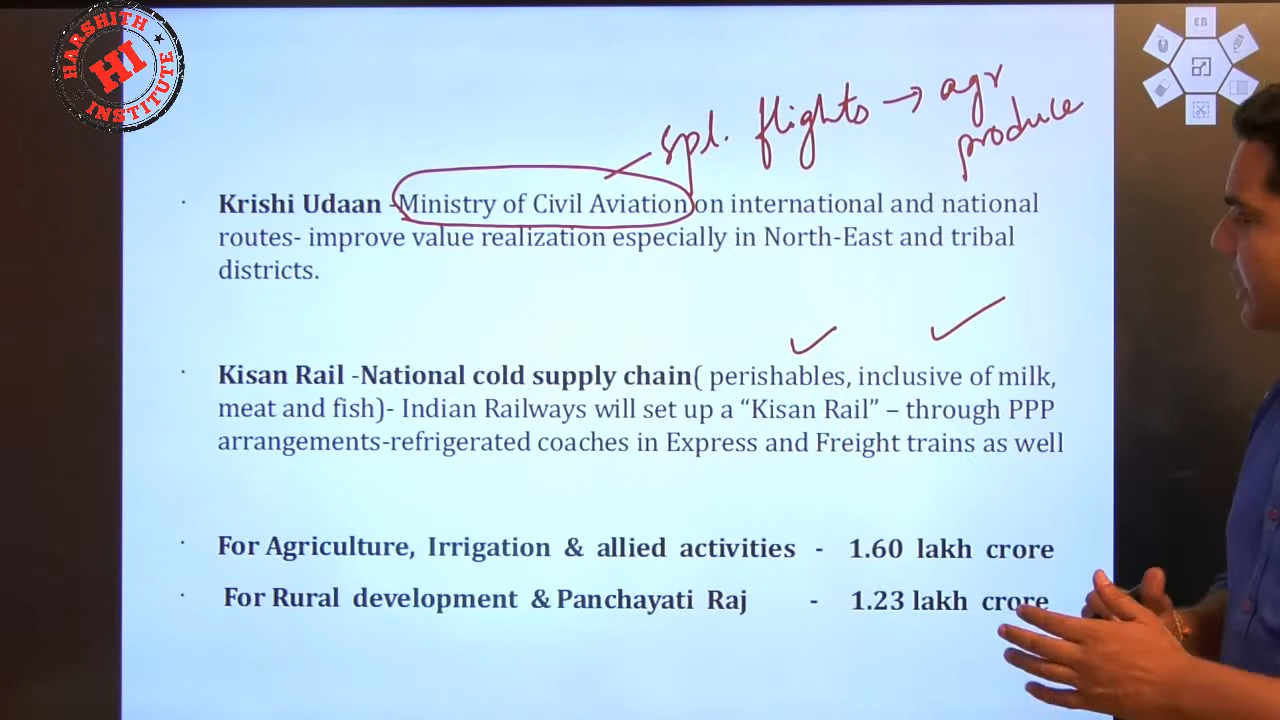 HARSHITH
HI
INSTITUTE
EB
spl. flights → agr
produce
· Krishi Udaan -Ministry of Civil Aviation on international and national
routes- improve value realization especially in North-East and tribal
districts.
· Kisan Rail -National cold supply chain( perishables, inclusive of milk,
meat and fish)- Indian Railways will set up a “Kisan Rail” – through PPP
arrangements-refrigerated coaches in Express and Freight trains as well
· For Agriculture, Irrigation & allied activities - 1.60 lakh crore
· For Rural development & Panchayati Raj - 1.23 lakh crore